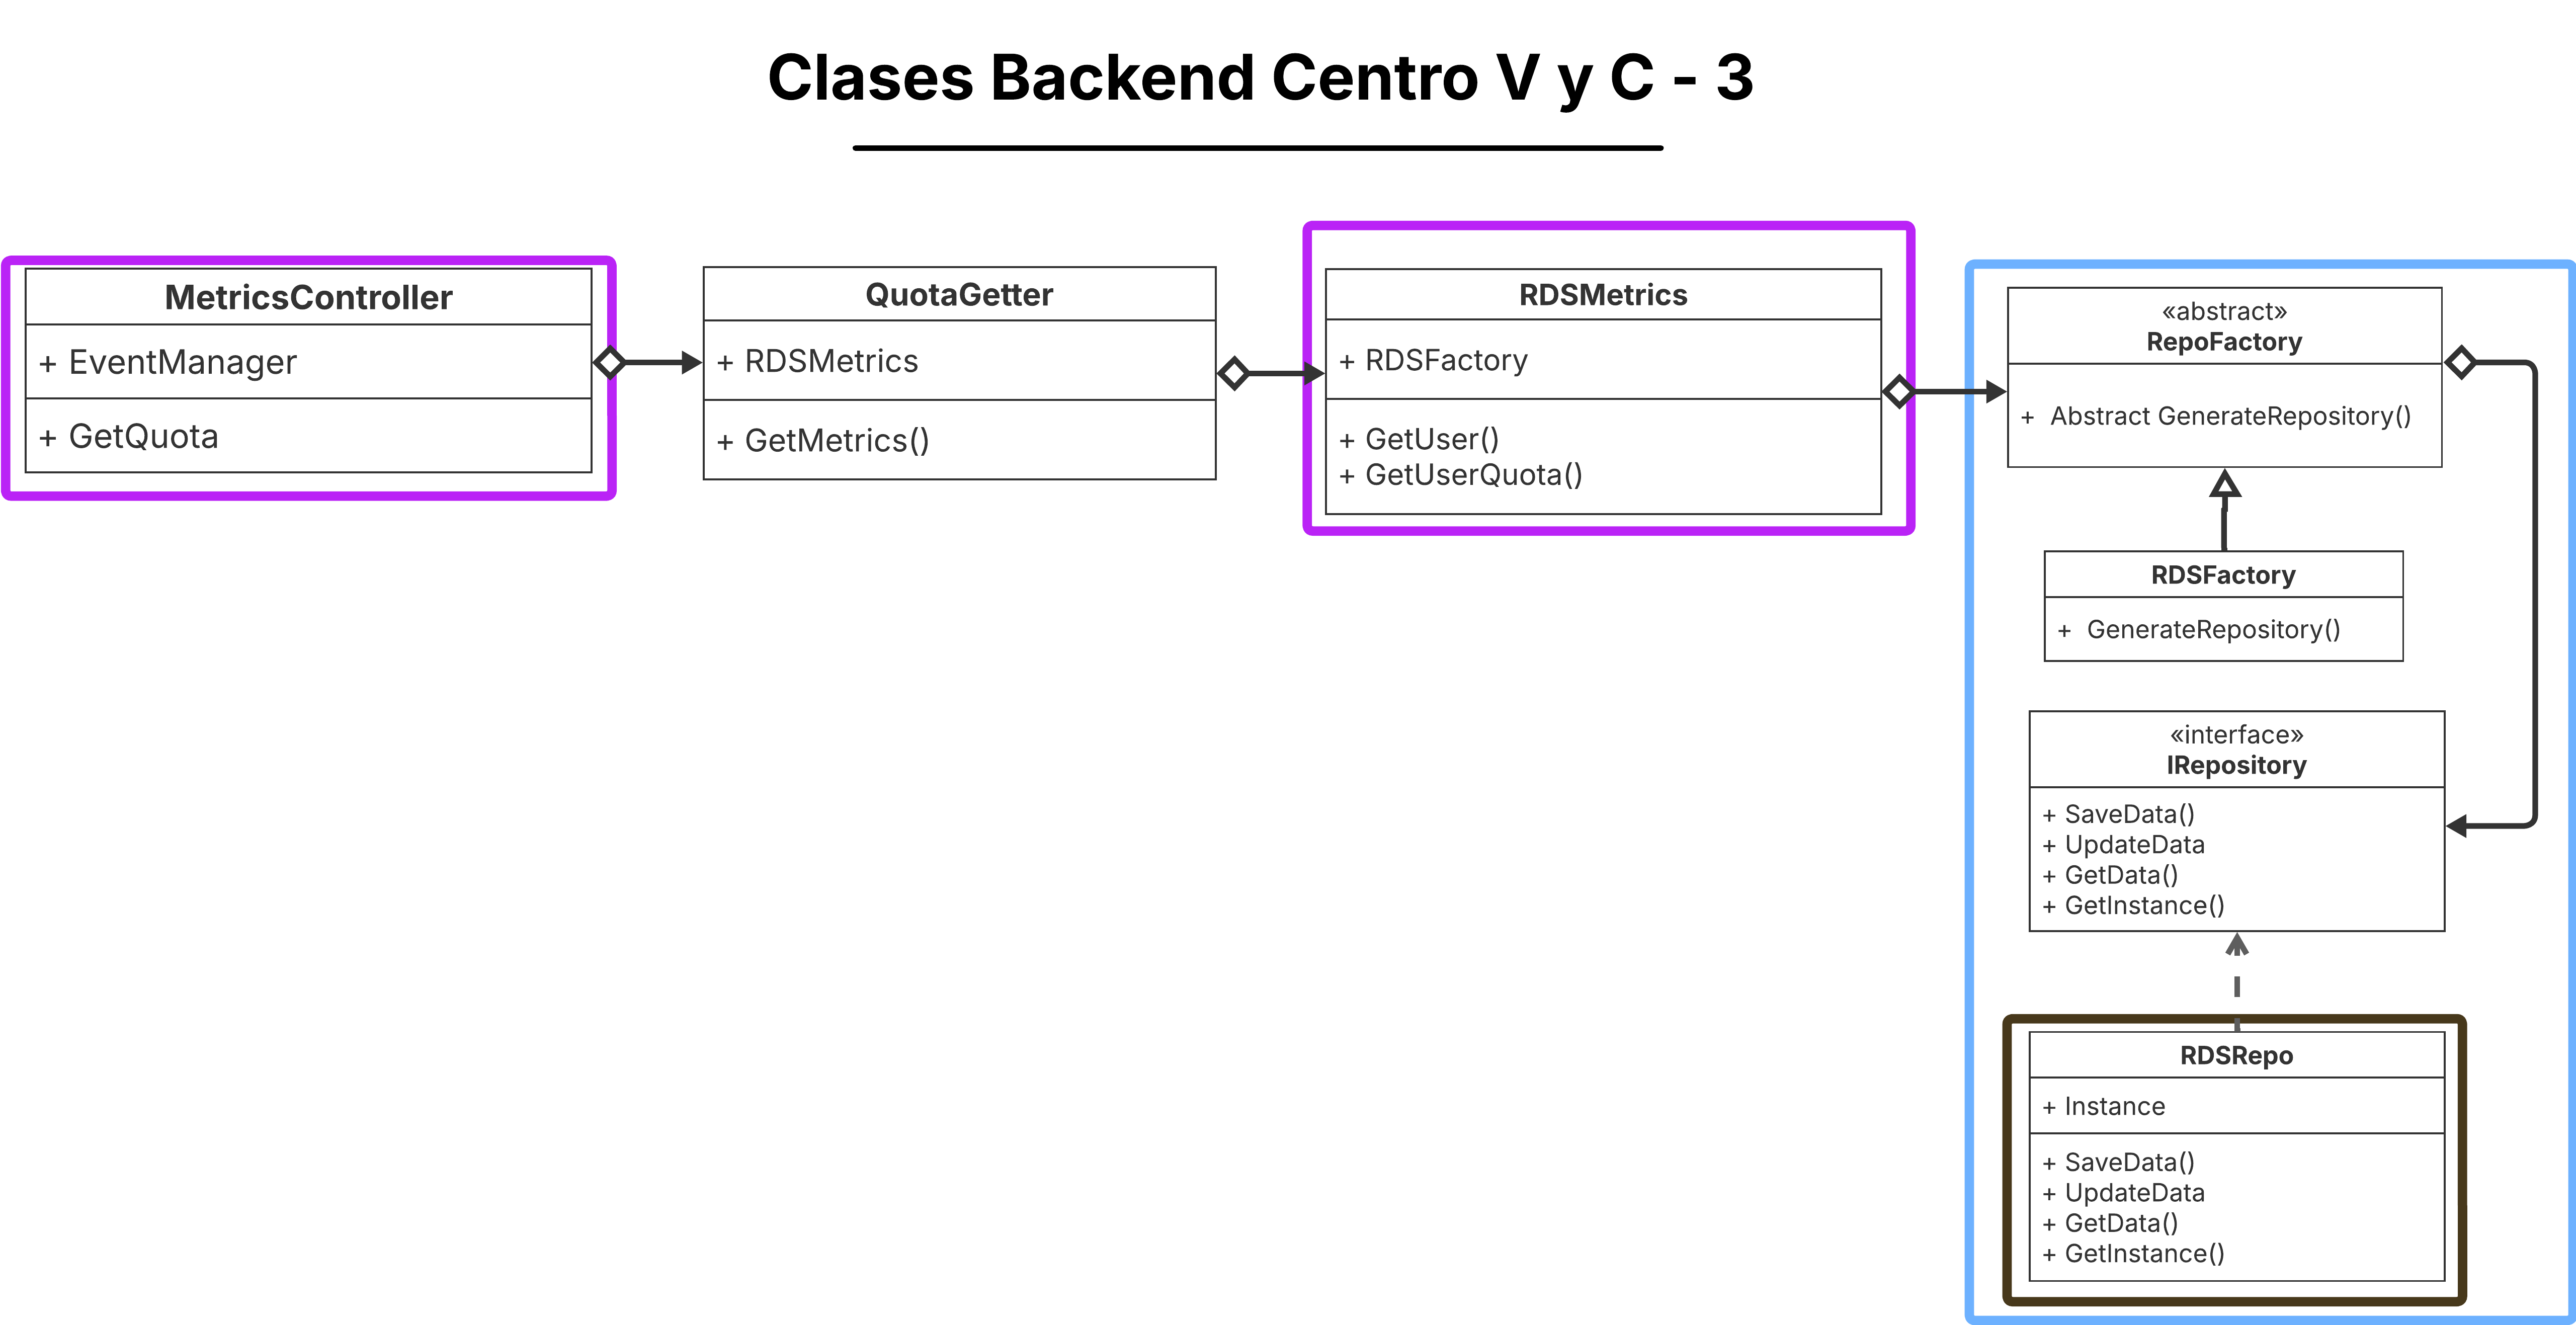 Clases Backend Centro V y C - 3
MetricsController
+ EventManager
+ GetQuota
QuotaGetter
+ RDSMetrics
+ GetMetrics()
RDSMetrics
+ RDSFactory
+ GetUser()
+ GetUserQuota()
«abstract»
RepoFactory
+ Abstract GenerateRepository()
RDSFactory
+ GenerateRepository()
«interface»
IRepository
+ SaveData()
+ UpdateData
+ GetData()
+ GetInstance()
RDSRepo
+ Instance
+ SaveData()
+ UpdateData
+ GetData()
+ GetInstance()